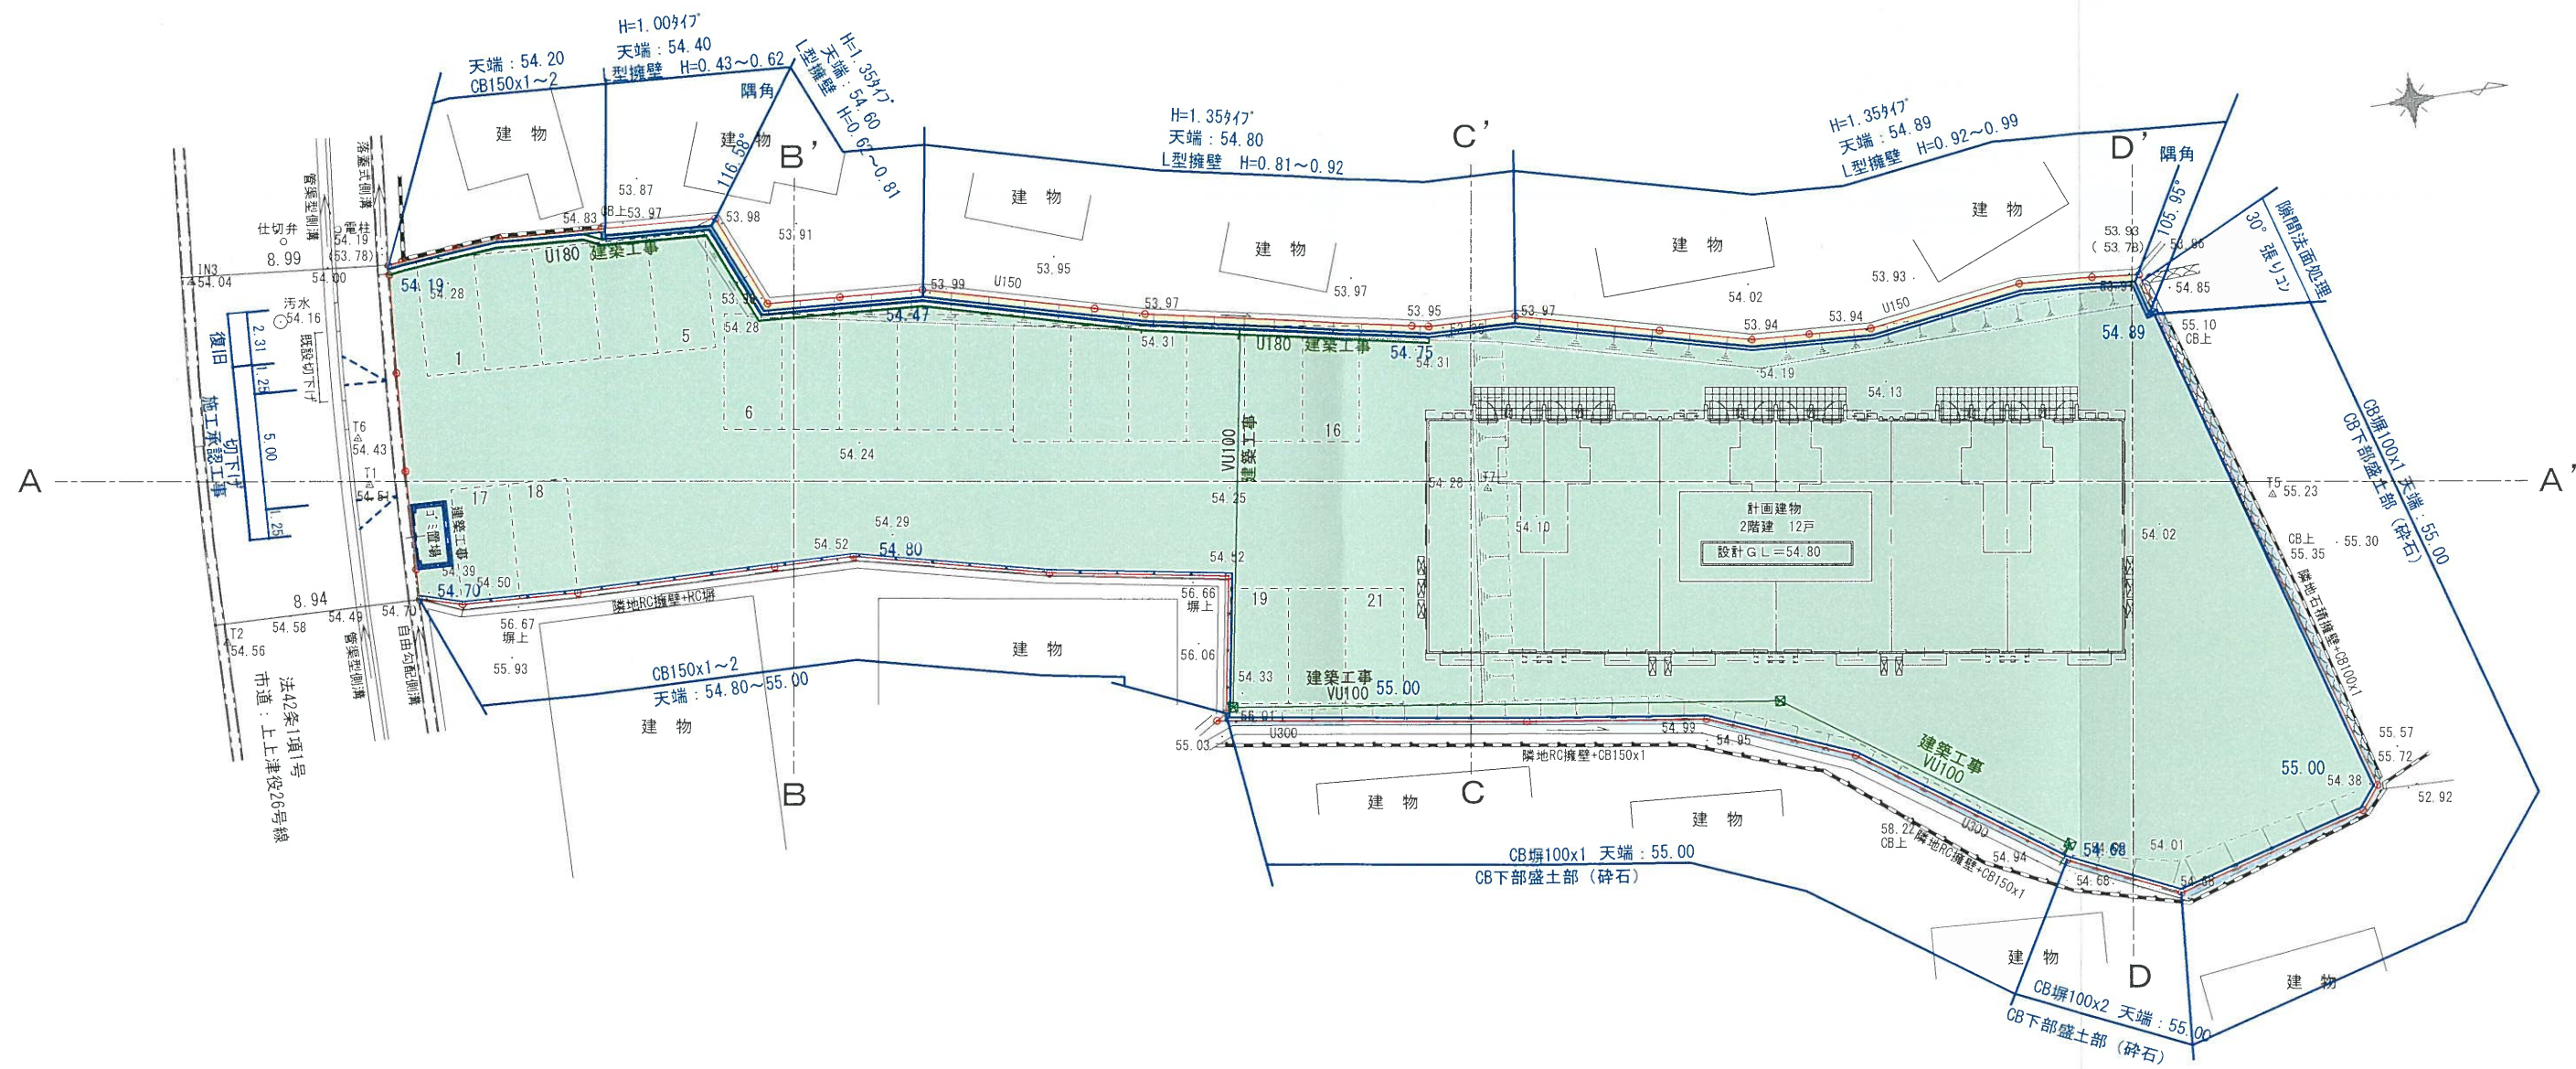 天端：54.20
CB150x1～2
H=1.00ﾀｲﾌﾟ
天端：54.40
L型擁壁　H=0.43～0.62
隅角
116.58°
H=1.35ﾀｲﾌﾟ
天端：54.60
L型擁壁　H=0.62～0.81
H=1.35ﾀｲﾌﾟ
天端：54.80
L型擁壁　H=0.81～0.92
H=1.35ﾀｲﾌﾟ
天端：54.89
L型擁壁　H=0.92～0.99
隅角
105.95°
隙間法面処理
30°張りコン
B'
C'
D'
建　物
建　物
建　物
建　物
建　物
建　物
落蓋式側溝
管渠型側溝
仕切弁
電柱
54.19
(53.78)
54.00
8.99
IN3
54.04
汚水
54.16
既設切下げ
復旧
2.31
1.25
5.00
1.25
切下げ
施工承認工事
T6
54.43
T1
54.51
A
A'
54.83
CB上
53.97
53.87
53.98
53.91
53.99
U150
53.95
53.97
53.97
53.95
53.97
54.02
53.94
53.94
53.93
U150
53.93
(53.78)
54.85
55.10
CB上
54.19
54.28
U180 建築工事
1
5
54.28
54.47
54.31
U180 建築工事
54.75
54.31
54.19
54.13
54.89
6
16
VU100
建築工事
54.24
54.25
54.28
T7
54.10
計画建物
2階建　12戸
設計ＧＬ＝54.80
54.02
T5
55.23
CB上
55.35
55.30
CB塀100x1 天端：55.00
CB下部盛土部（砕石）
隣地石積擁壁+CB100x1
17
18
ゴミ置場
建築工事
54.39
54.50
54.70
54.29
54.52
54.80
54.52
8.94
54.70
54.49
54.58
T2
54.56
管渠型側溝
自由勾配側溝
法42条1項1号
市道：上上津役26号線
隣地RC擁壁+RC塀
56.67
塀上
55.93
56.66
塀上
56.06
建　物
建　物
CB150x1～2
天端：54.80～55.00
B
19
21
54.33
建築工事
VU100
55.00
55.03
U300
隣地RC擁壁+CB150x1
54.99
54.95
建　物
C
建　物
CB塀100x1 天端：55.00
CB下部盛土部（砕石）
建築工事
VU100
58.22
CB上
U300
隣地RC擁壁+CB150x1
54.94
54.68
54.68
54.01
55.00
54.38
55.57
55.72
52.92
建　物
D
建　物
CB塀100x2 天端：55.00
CB下部盛土部（砕石）